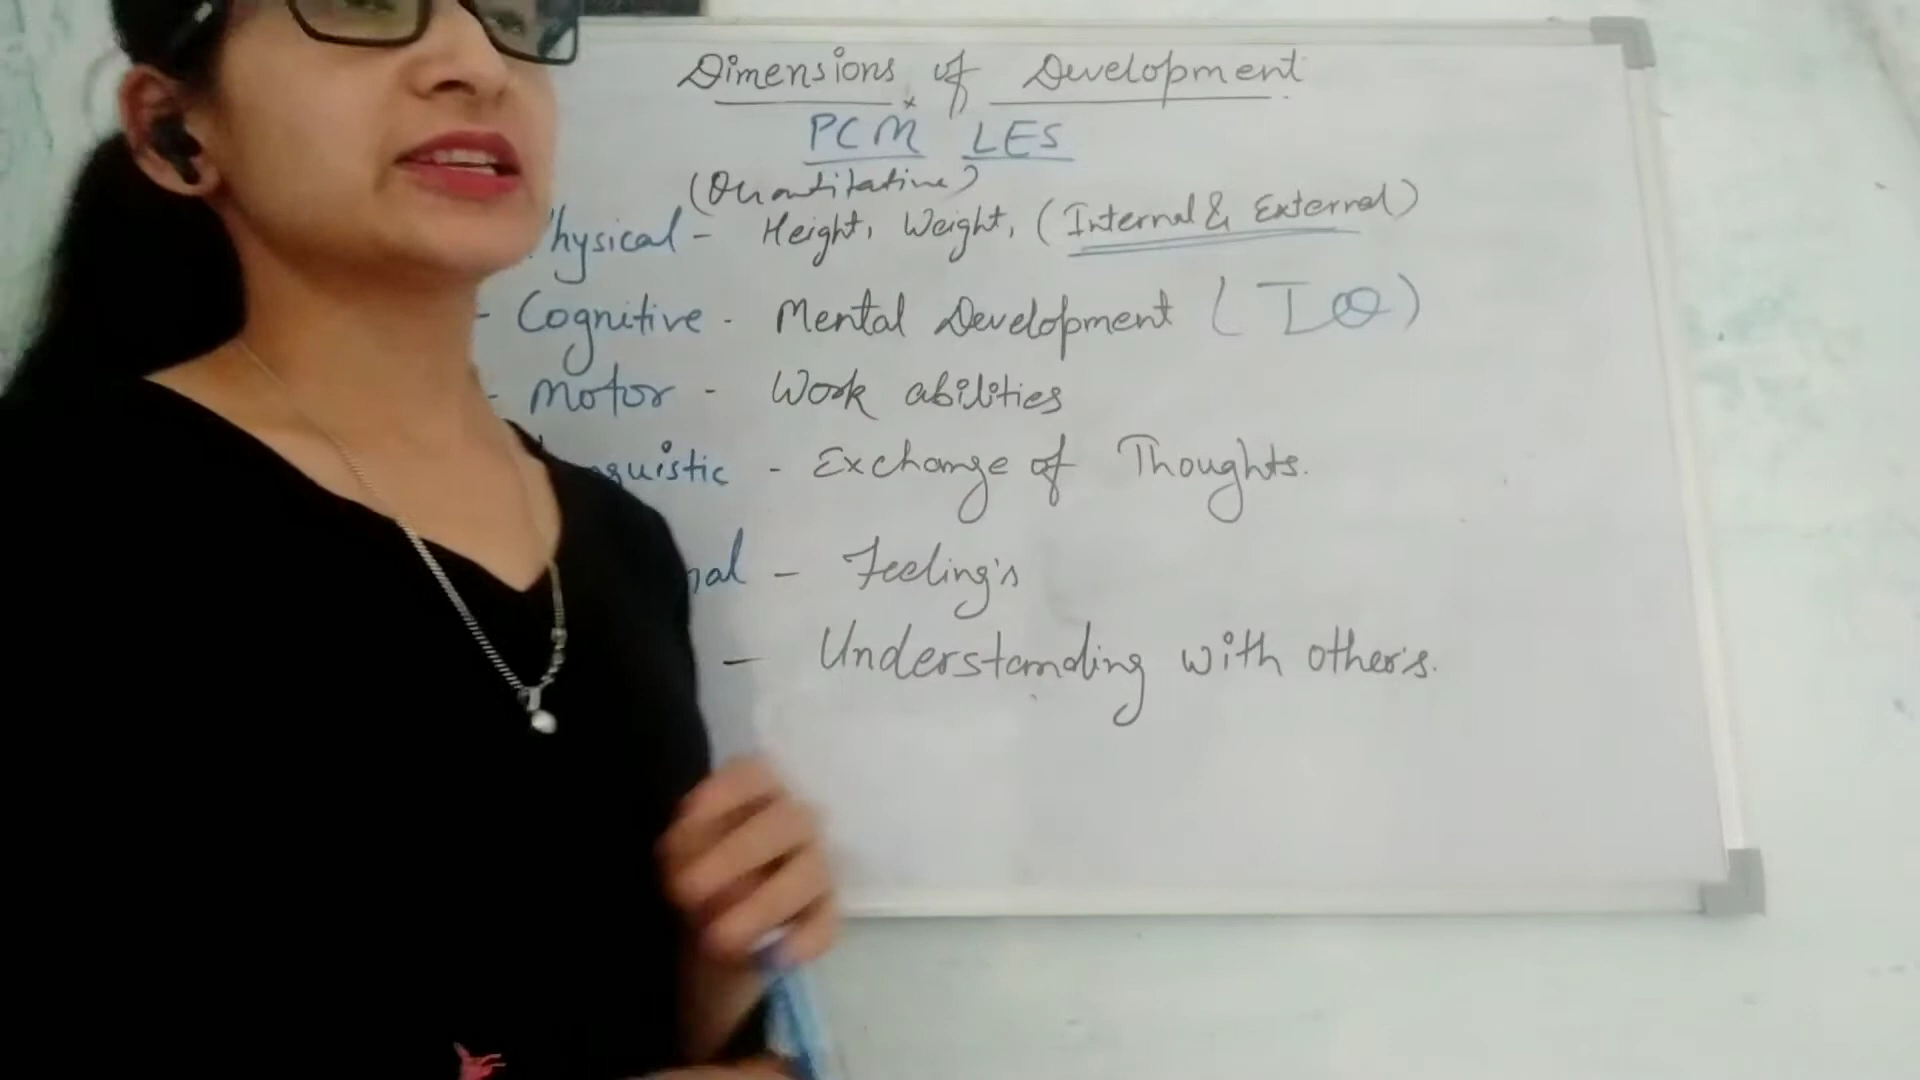 Dimensions of Development
PCM LES
(Quantitative)
hysical - Height, Weight, (Internal & External)
- Cognitive - Mental Development (IQ)
- Motor - Work abilities
guistic - Exchange of Thoughts.
nal - Feeling's
- Understanding with other's.